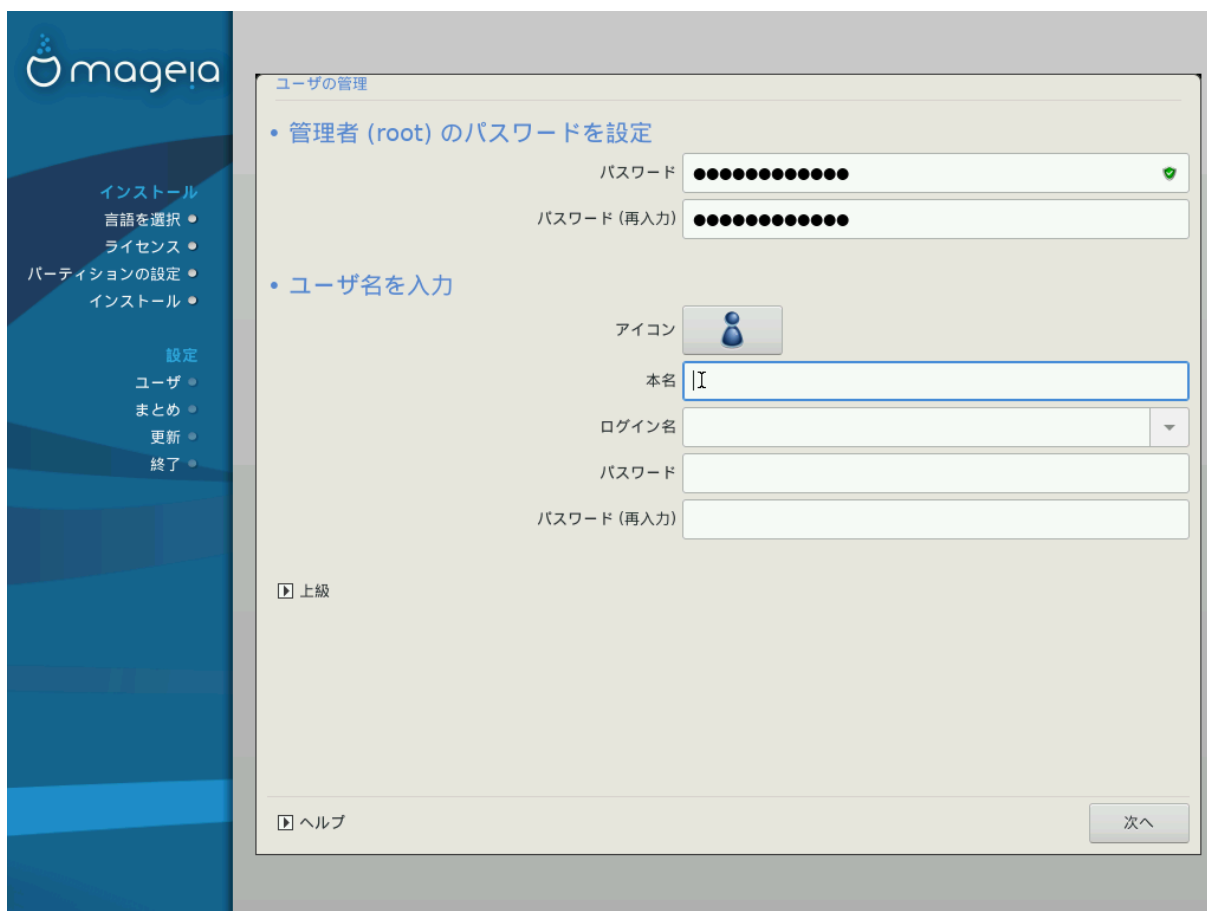 mageia
インストール
言語を選択
ライセンス
パーティションの設定
インストール
設定
ユーザ
まとめ
更新
終了
ユーザの管理
• 管理者 (root) のパスワードを設定
パスワード ●●●●●●●●●●●●
パスワード (再入力) ●●●●●●●●●●●●
• ユーザ名を入力
アイコン
本名
ログイン名
パスワード
パスワード (再入力)
上級
ヘルプ
次へ